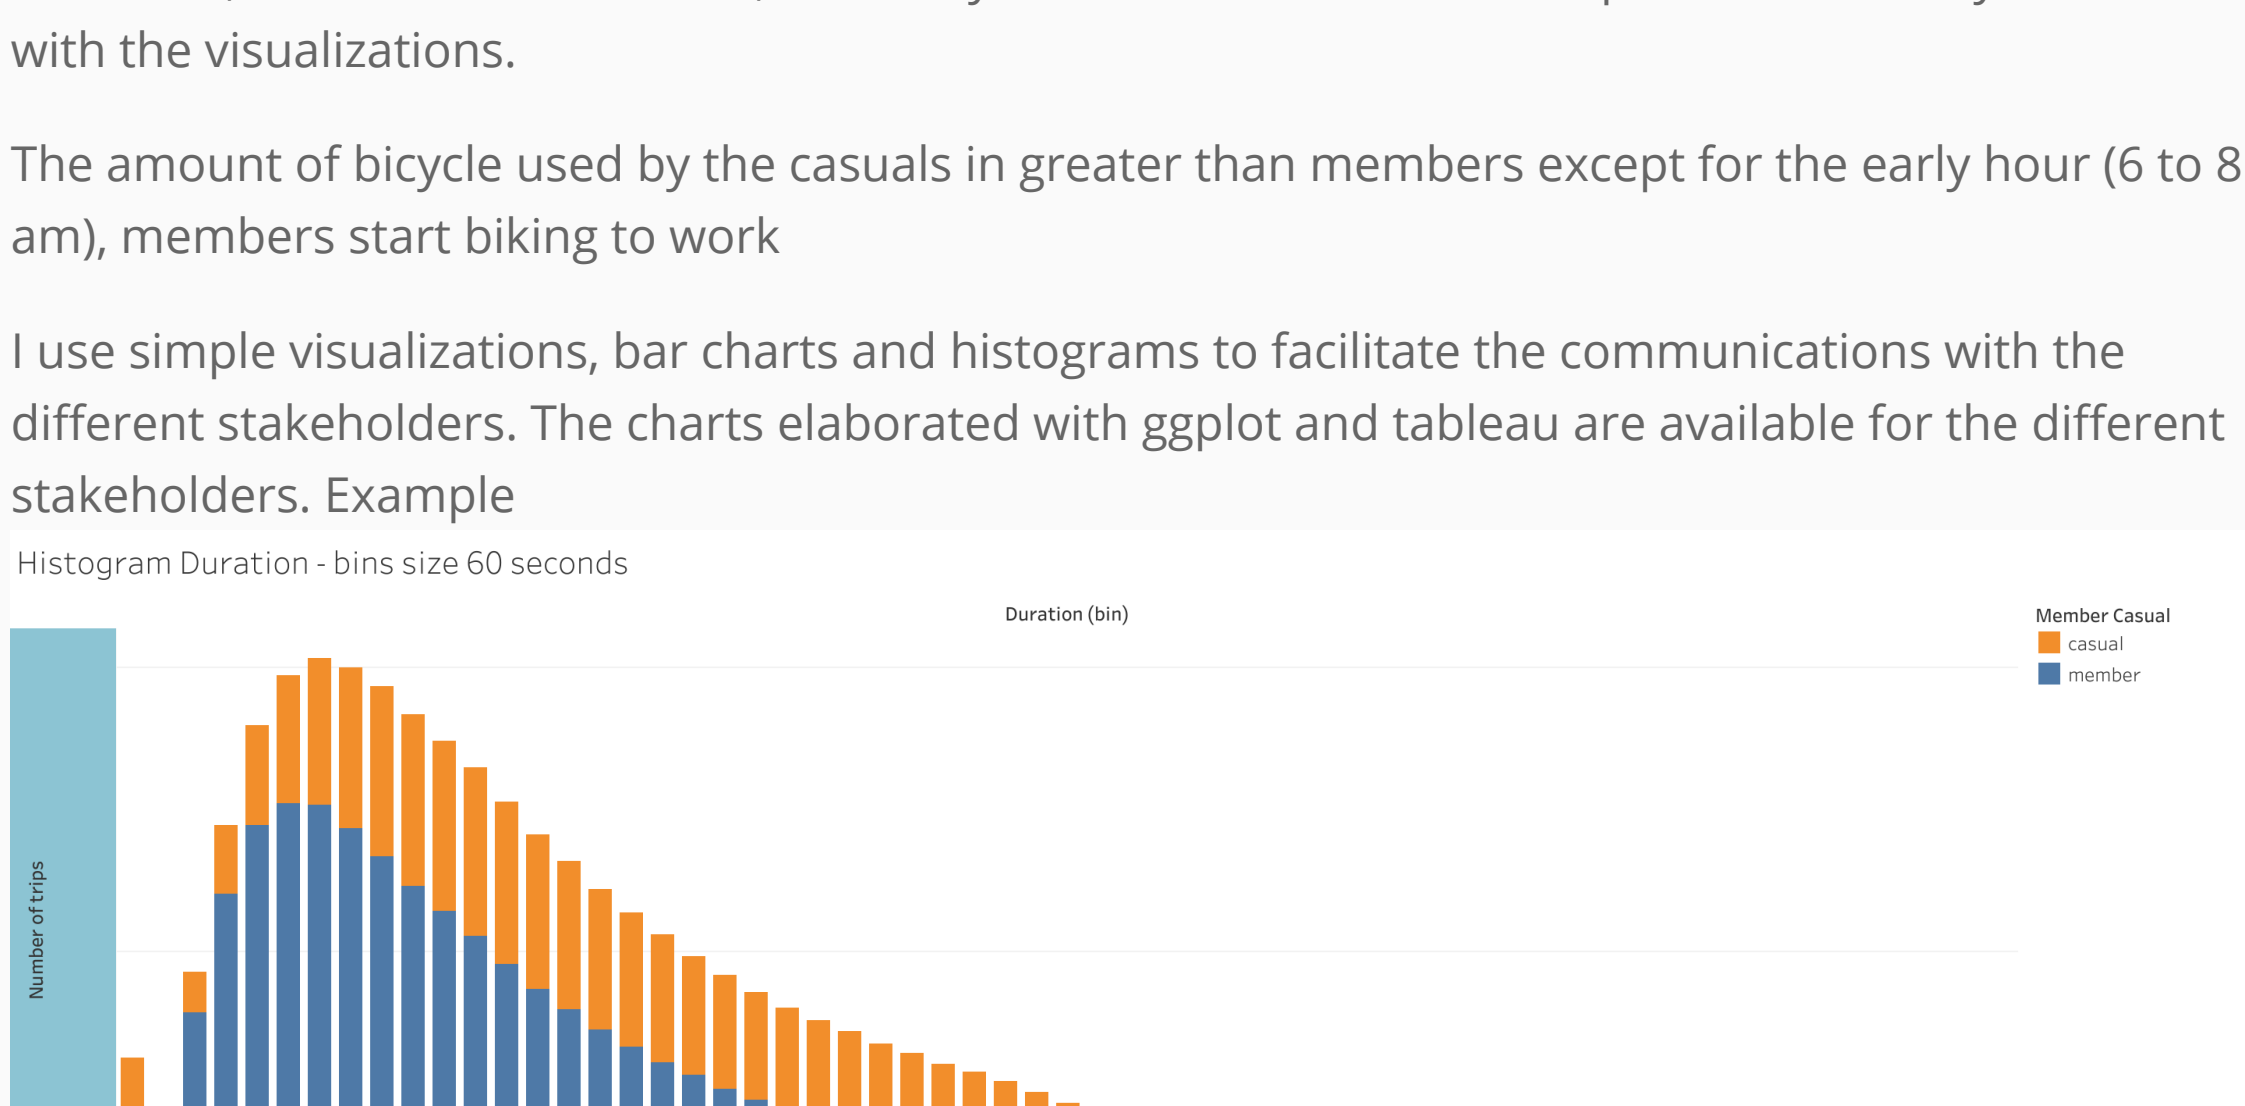 with the visualizations.
The amount of bicycle used by the casuals in greater than members except for the early hour (6 to 8
am), members start biking to work
I use simple visualizations, bar charts and histograms to facilitate the communications with the
different stakeholders. The charts elaborated with ggplot and tableau are available for the different
stakeholders. Example
Histogram Duration - bins size 60 seconds
Duration (bin)
Member Casual
casual
member
Number of trips